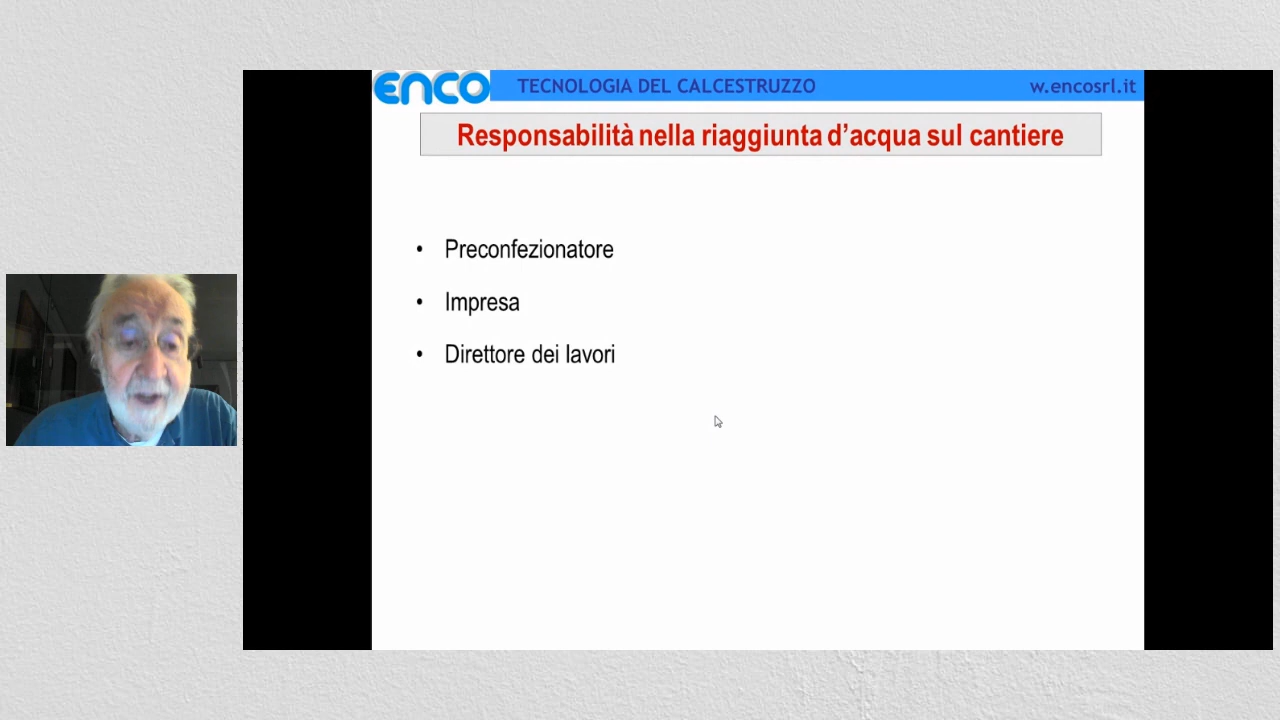 enco
TECNOLOGIA DEL CALCESTRUZZO
w.encosrl.it
Responsabilità nella riaggiunta d’acqua sul cantiere
• Preconfezionatore
• Impresa
• Direttore dei lavori